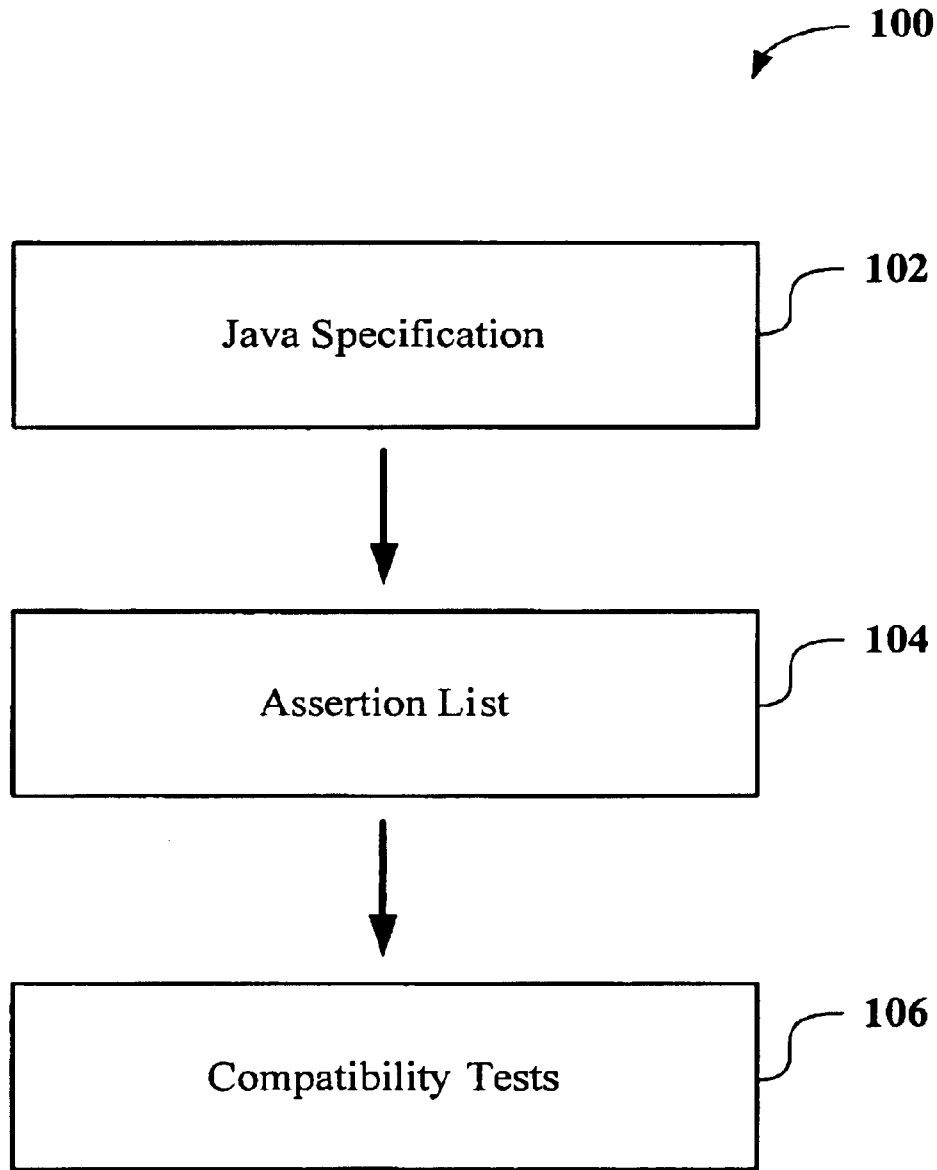 100
Java Specification
102
Assertion List
104
Compatibility Tests
106